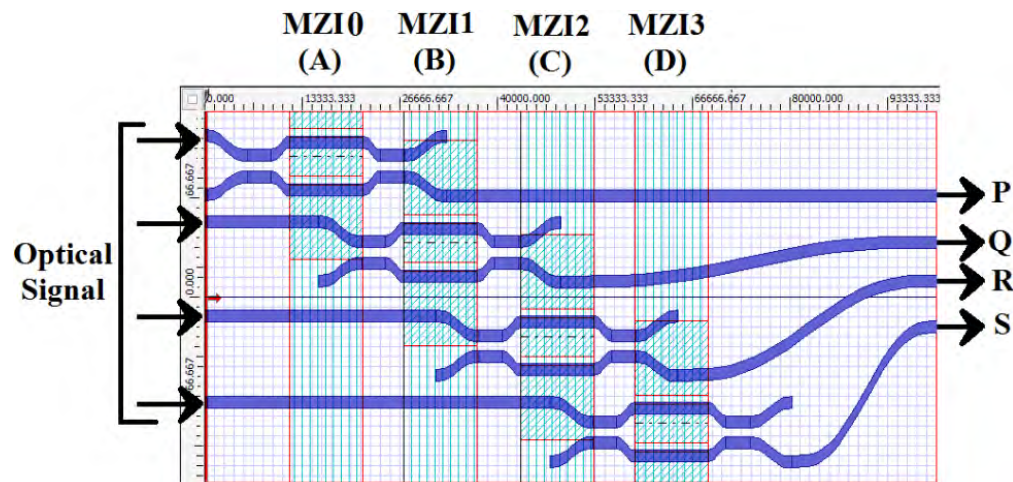 MZI0 MZI1 MZI2 MZI3
(A) (B) (C) (D)
0.000 13333.333 26666.667 40000.000 53333.333 66666.667 80000.000 93333.333
66.667
P
Q
Optical
Signal
0.000
R
S
66.667